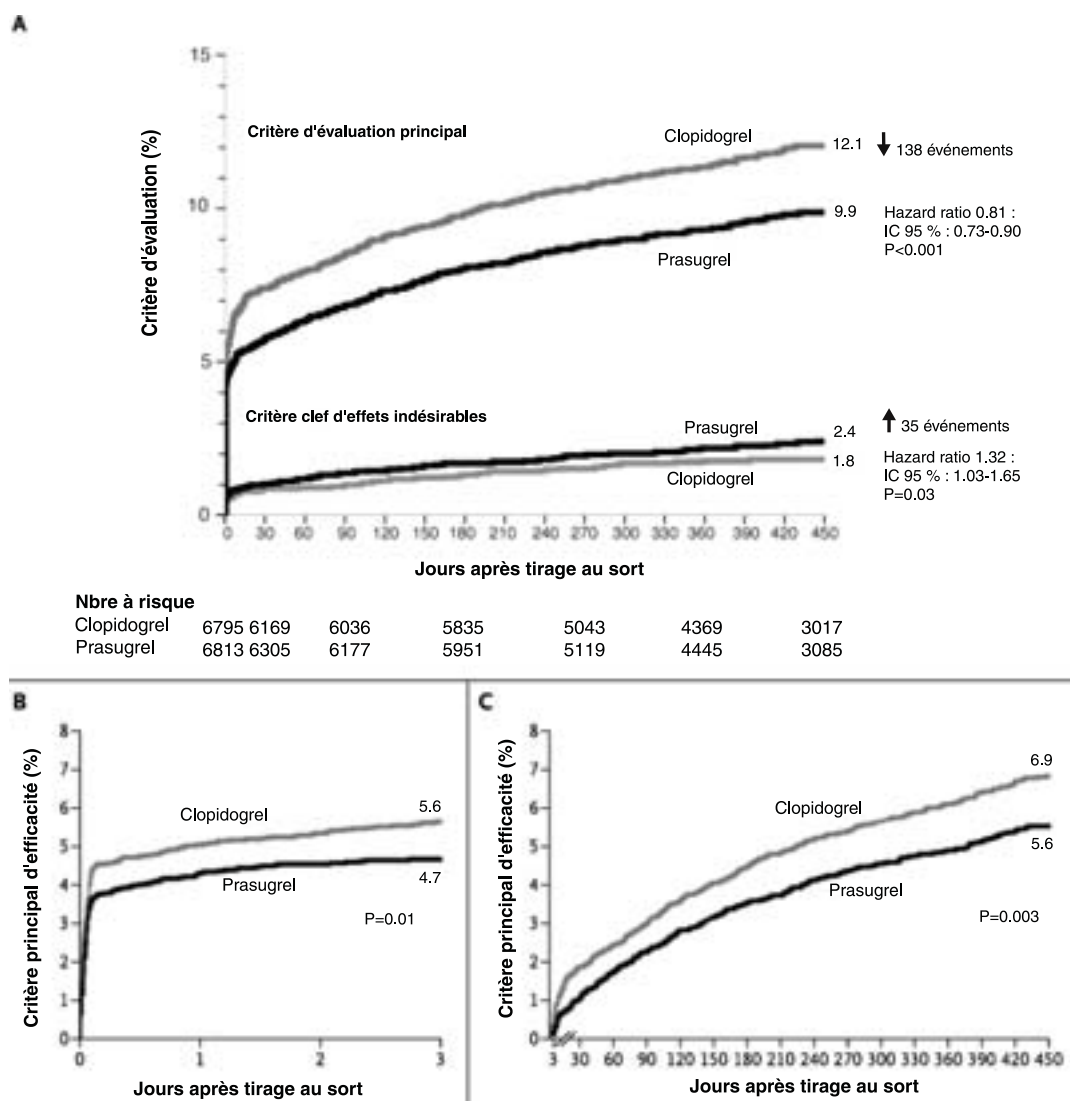 A
15
10
5
0
Critère d'évaluation (%)
Critère d'évaluation principal
Clopidogrel
12.1
138 événements
9.9
Hazard ratio 0.81 :
IC 95 % : 0.73-0.90
P<0.001
Prasugrel
Critère clef d'effets indésirables
Prasugrel
2.4
35 événements
1.8
Clopidogrel
Hazard ratio 1.32 :
IC 95 % : 1.03-1.65
P=0.03
0 30 60 90 120 150 180 210 240 270 300 330 360 390 420 450
Jours après tirage au sort
Nbre à risque
Clopidogrel 6795 6169 6036 5835 5043 4369 3017
Prasugrel 6813 6305 6177 5951 5119 4445 3085
B
8
7
6
5
4
3
2
1
0
Critère principal d'efficacité (%)
Clopidogrel
5.6
Prasugrel
4.7
P=0.01
0 1 2 3
Jours après tirage au sort
C
8
7
6
5
4
3
2
1
0
Critère principal d'efficacité (%)
6.9
Clopidogrel
5.6
Prasugrel
P=0.003
3 30 60 90 120 150 180 210 240 270 300 330 360 390 420 450
Jours après tirage au sort